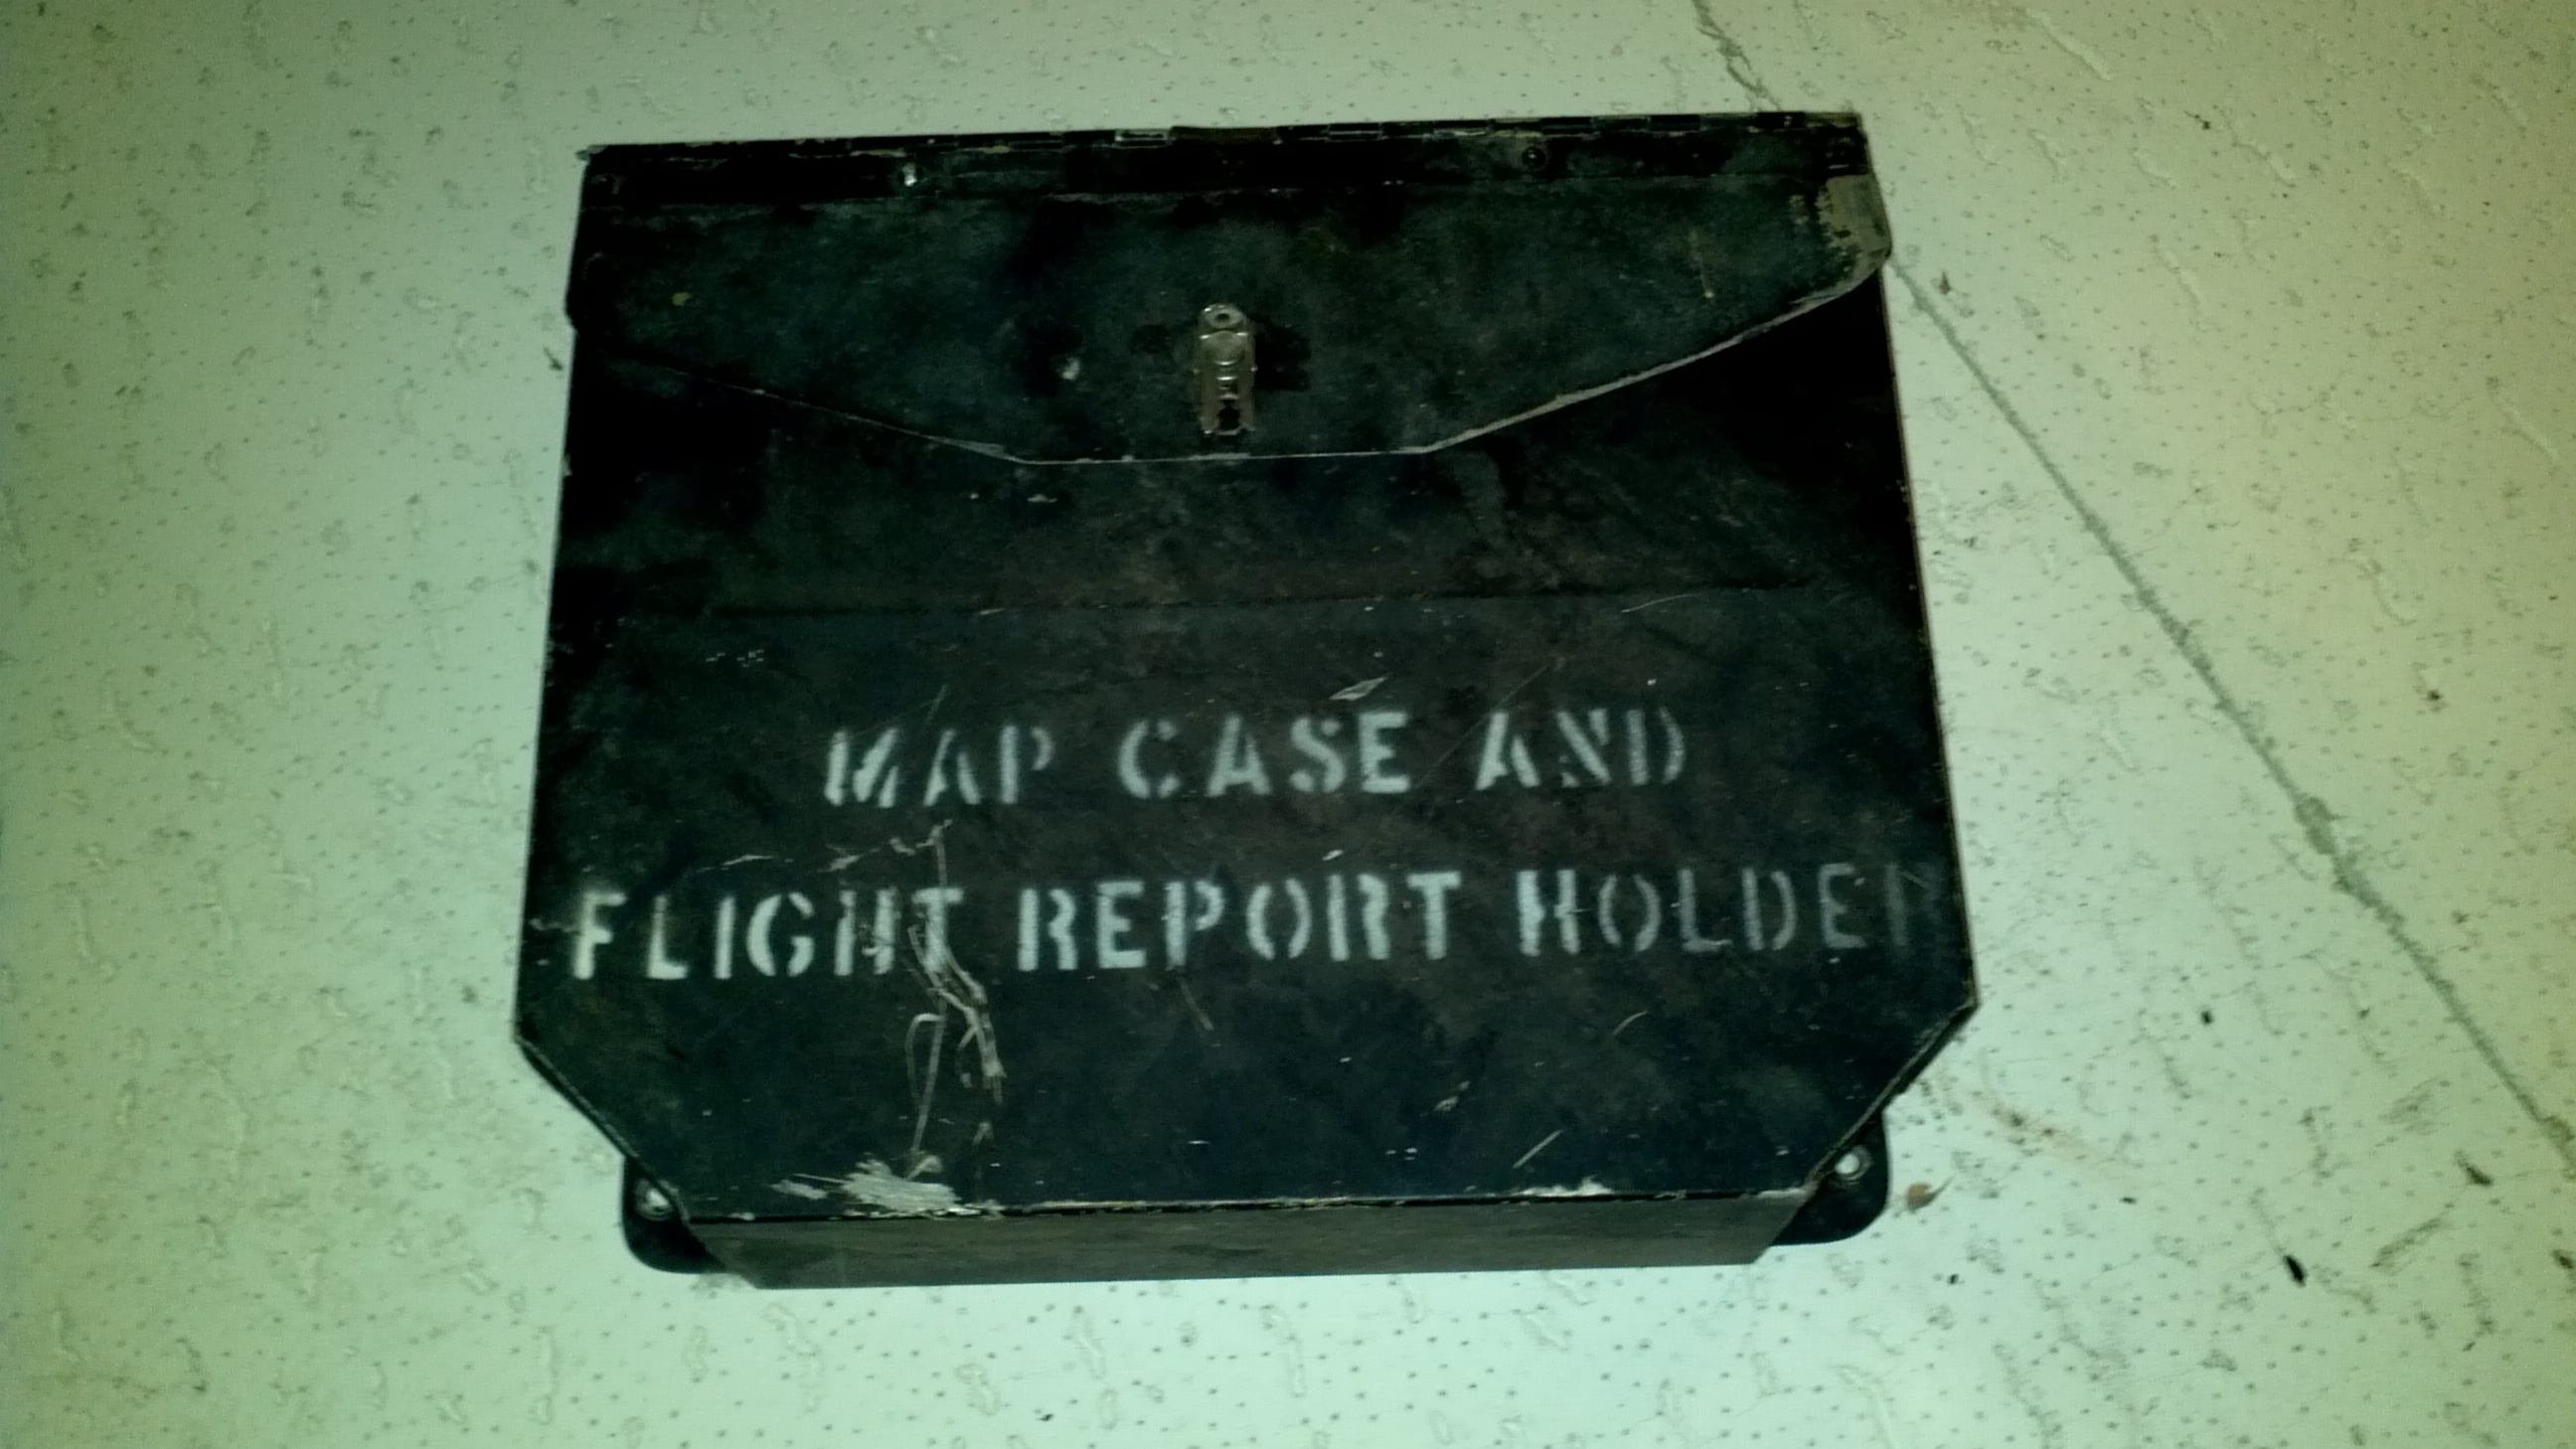 MAP CASE AND
FLIGHT REPORT HOLDER